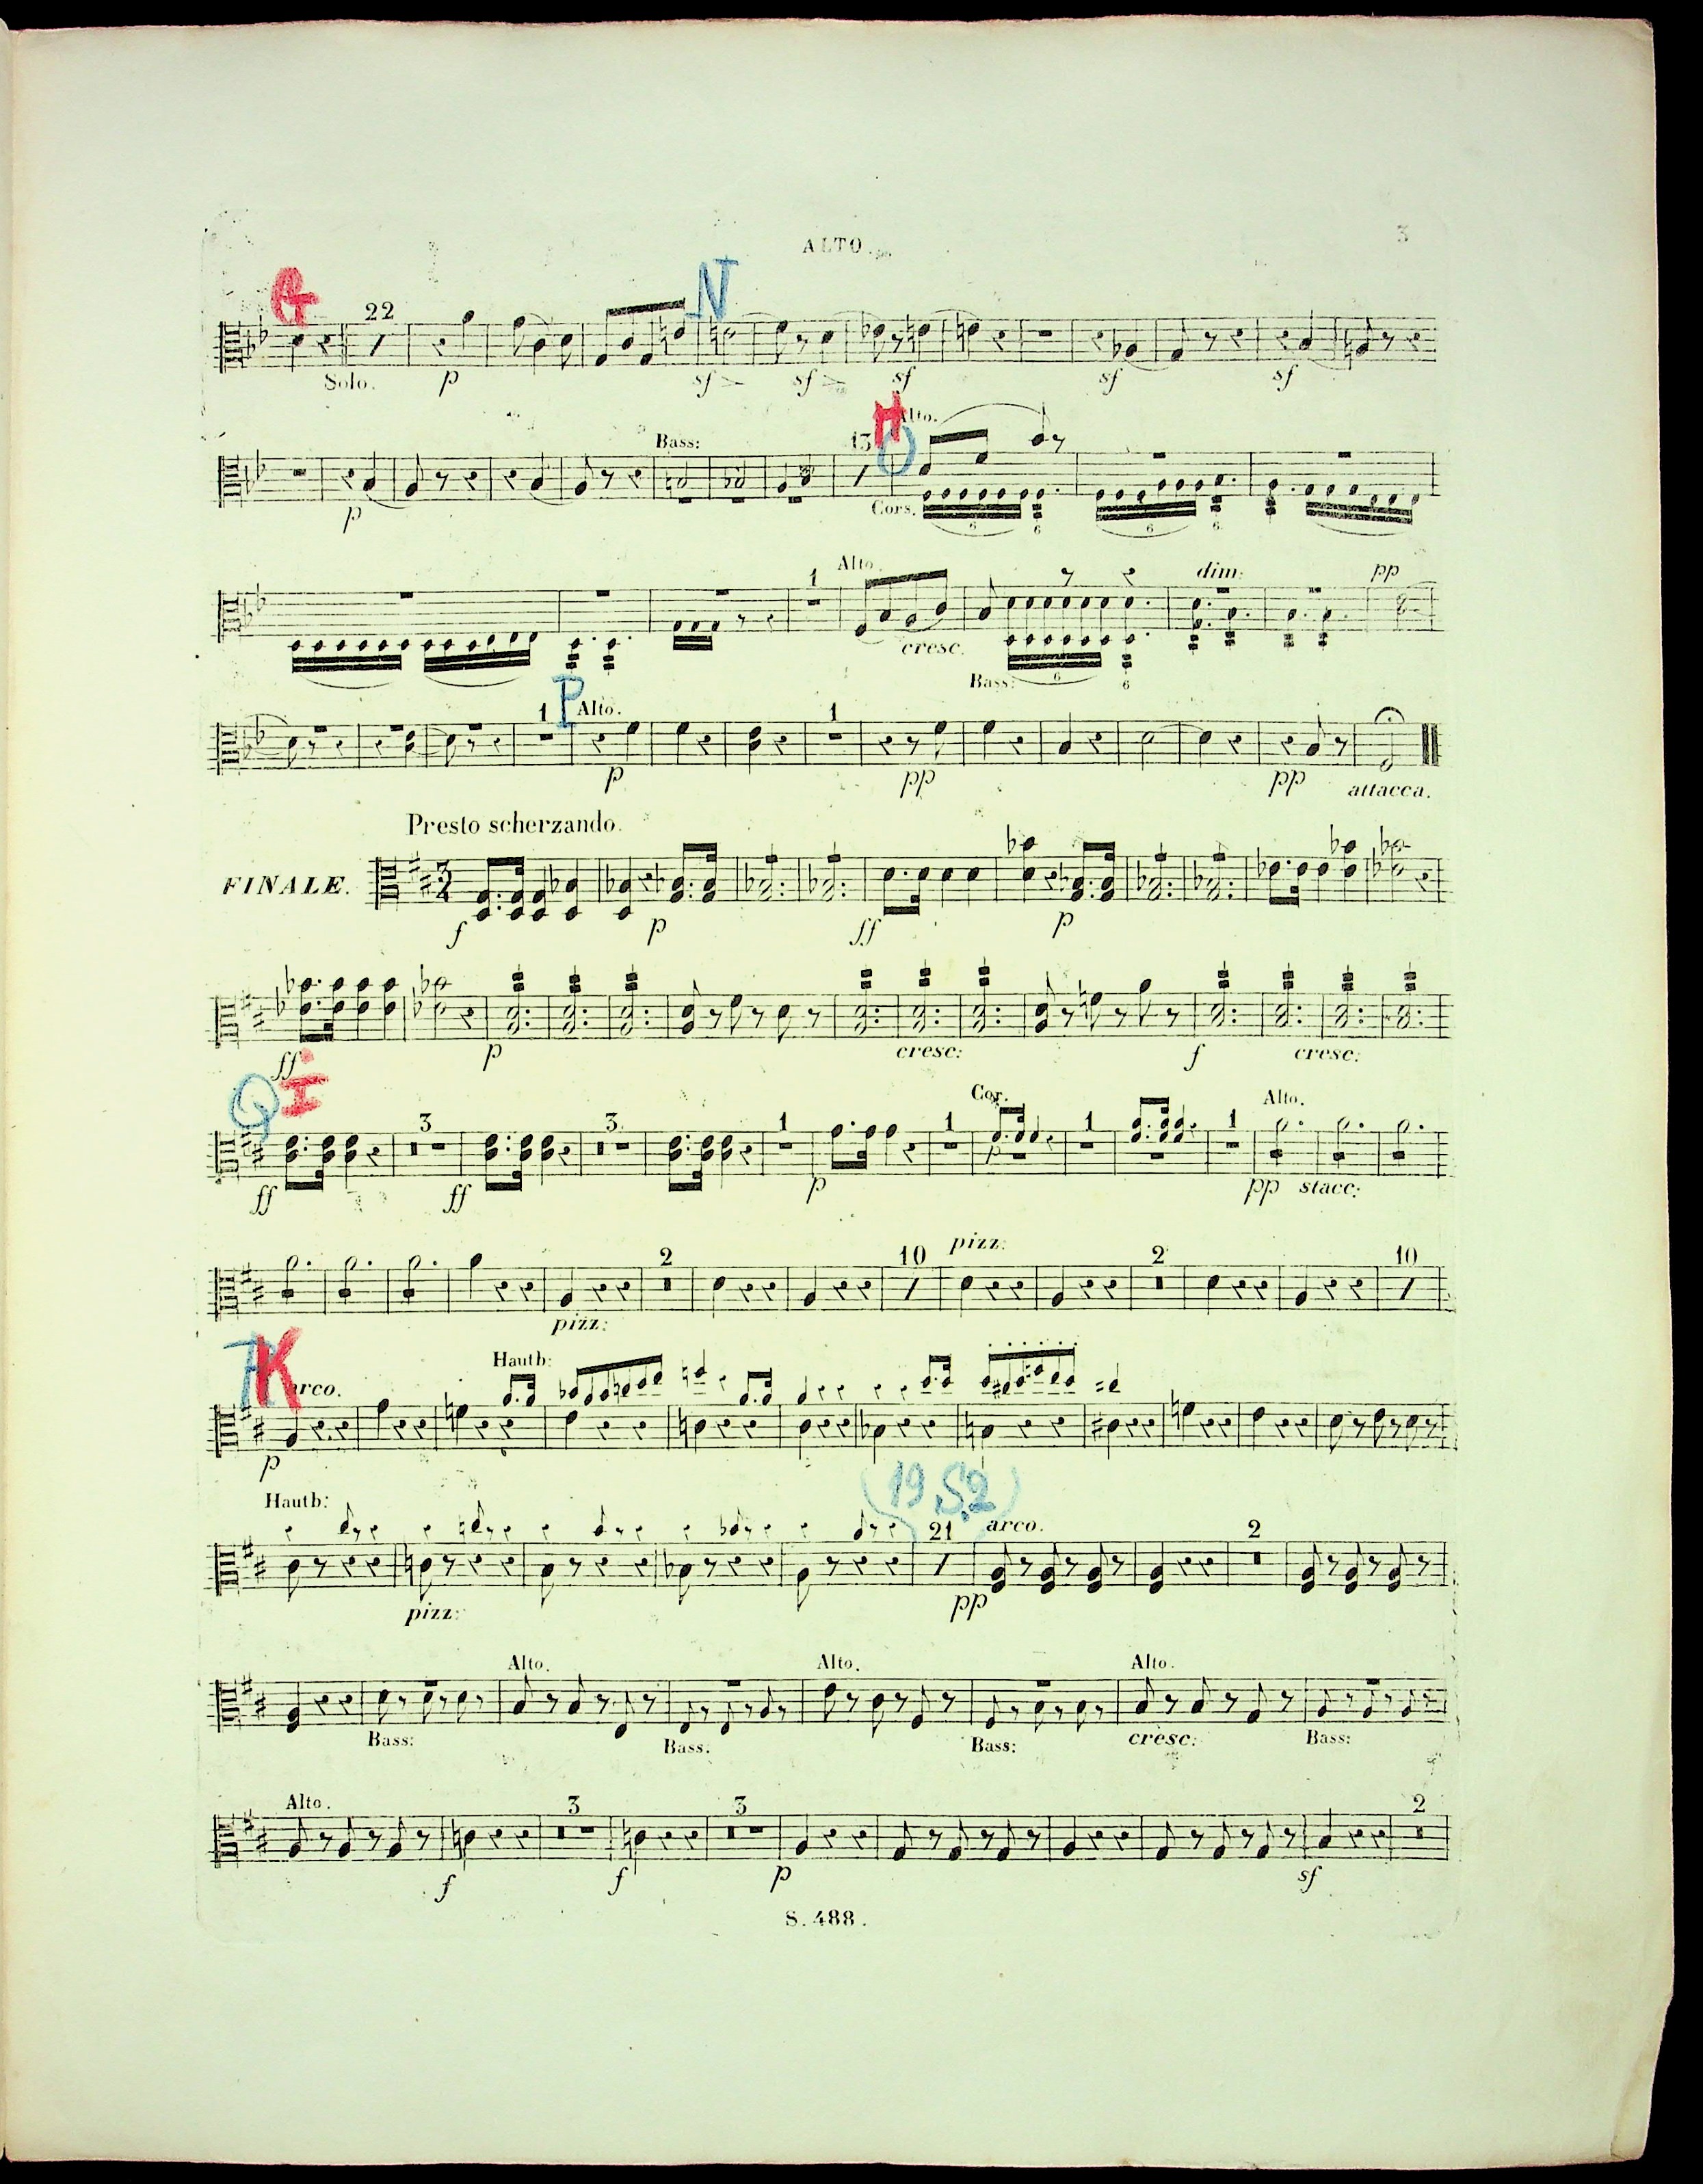 ALTO. 3
G 22 N
Solo. p sf sf sf sf sf
Bass: 13 H Alto.
O
p Cors. 6 6 6 6
1 Alto. dim: pp
cresc.
Bass: 6 6
1 P Alto. 1
p pp pp attacca.
Presto scherzando.
FINALE. 3/4
f p ff p
ff p cresc: f cresc:
Q I
3 3 1 1 Cor. 1 1 Alto.
p
ff ff p pp stacc:
2 10 pizz: 2 10
pizz:
K
arco. Hautb:
p
(19, S2)
Hautb: 21 arco. 2
pizz: pp
Alto. Alto. Alto.
Bass: Bass: Bass: cresc: Bass:
Alto. 3 3 2
f f p sf
S. 488.